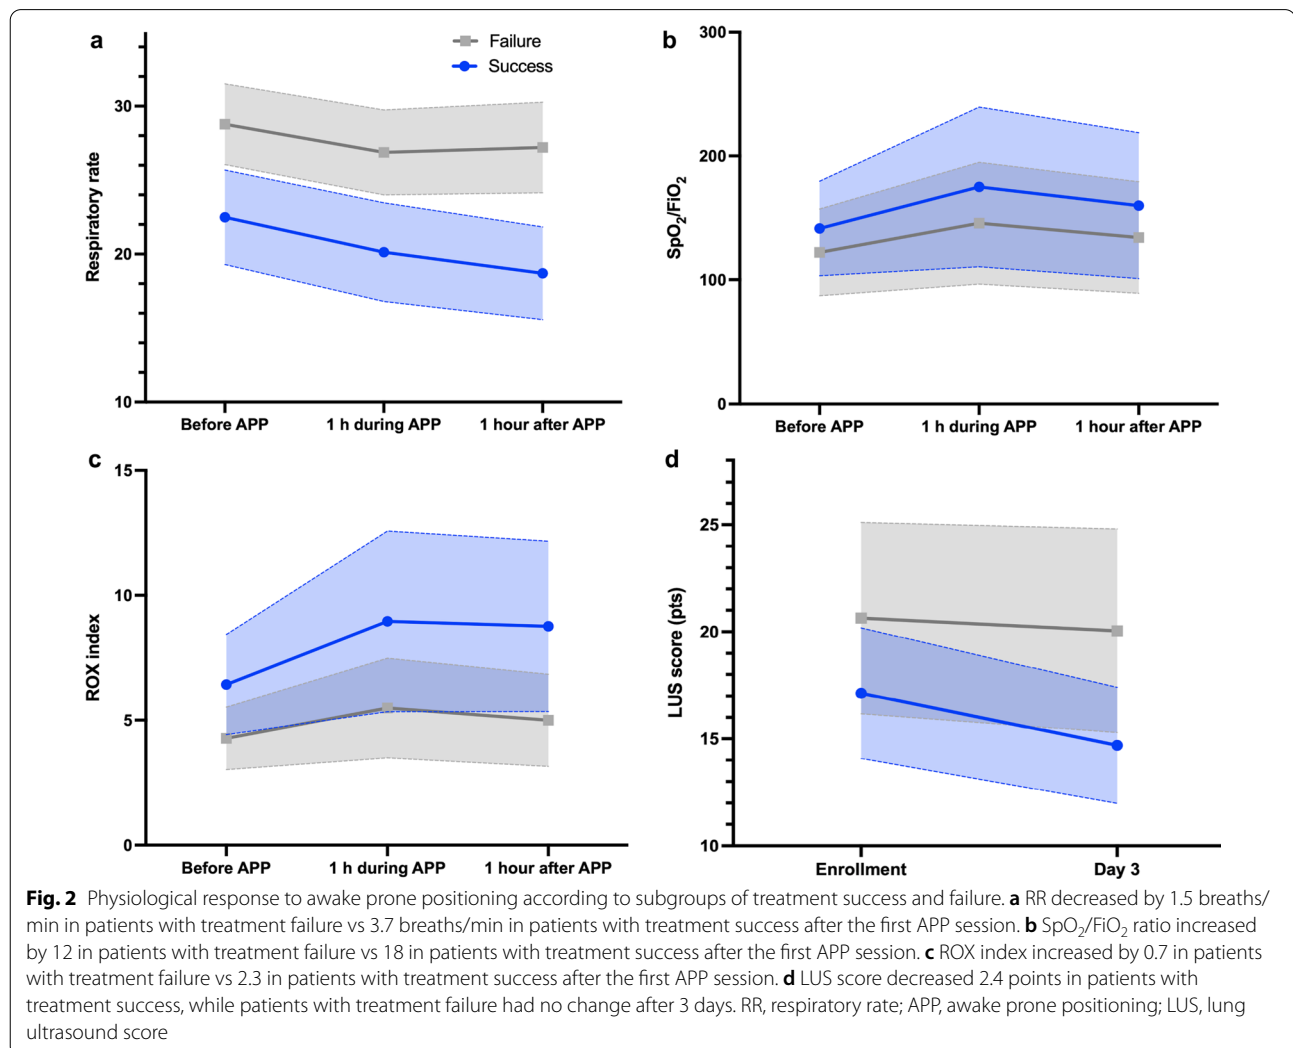 a
Failure
Success
30
20
10
Respiratory rate
Before APP
1 h during APP
1 hour after APP
b
300
200
100
0
SpO₂/FiO₂
Before APP
1 h during APP
1 hour after APP
c
15
10
5
0
ROX index
Before APP
1 h during APP
1 hour after APP
d
25
20
15
10
LUS score (pts)
Enrollment
Day 3
Fig. 2 Physiological response to awake prone positioning according to subgroups of treatment success and failure. a RR decreased by 1.5 breaths/
min in patients with treatment failure vs 3.7 breaths/min in patients with treatment success after the first APP session. b SpO₂/FiO₂ ratio increased
by 12 in patients with treatment failure vs 18 in patients with treatment success after the first APP session. c ROX index increased by 0.7 in patients
with treatment failure vs 2.3 in patients with treatment success after the first APP session. d LUS score decreased 2.4 points in patients with
treatment success, while patients with treatment failure had no change after 3 days. RR, respiratory rate; APP, awake prone positioning; LUS, lung
ultrasound score